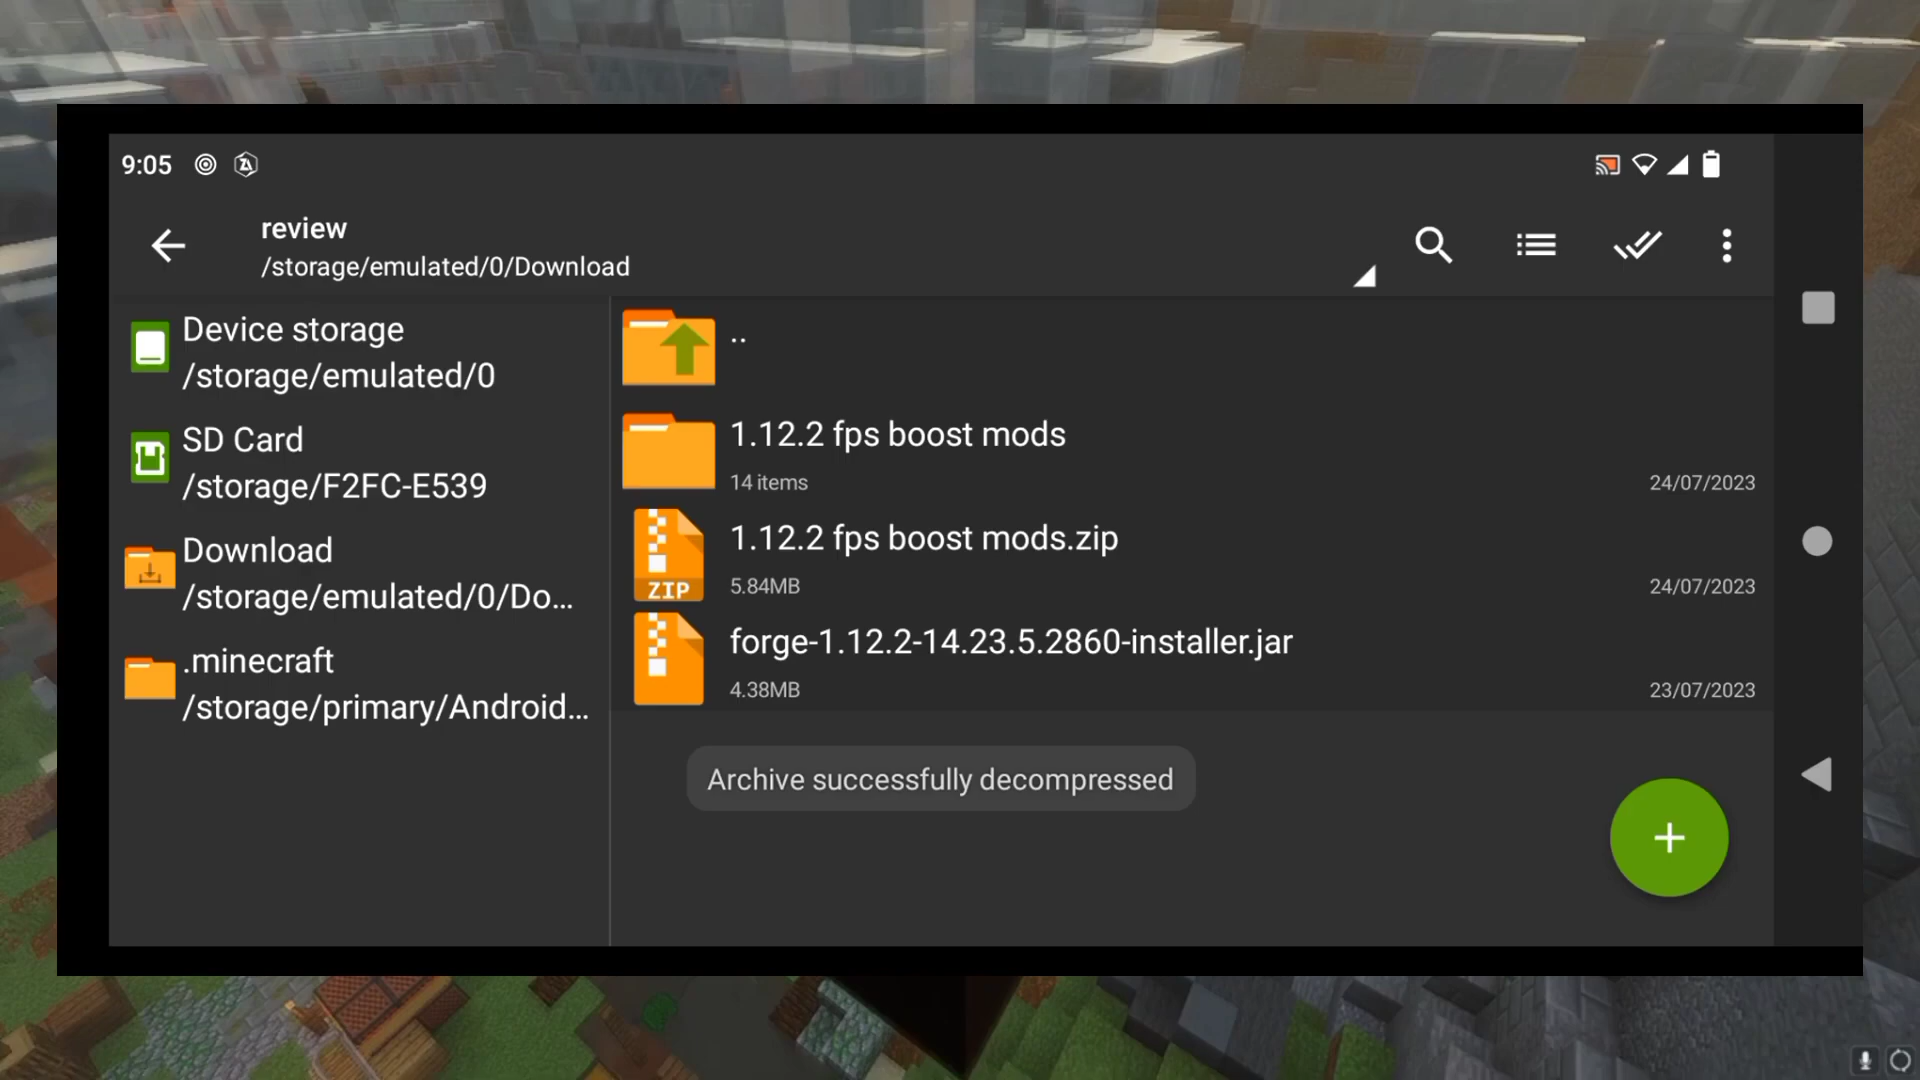 9:05
review
/storage/emulated/0/Download
Device storage
/storage/emulated/0
SD Card
/storage/F2FC-E539
Download
/storage/emulated/0/Do...
.minecraft
/storage/primary/Android...
..
1.12.2 fps boost mods
14 items
24/07/2023
1.12.2 fps boost mods.zip
ZIP
5.84MB
24/07/2023
forge-1.12.2-14.23.5.2860-installer.jar
4.38MB
23/07/2023
Archive successfully decompressed